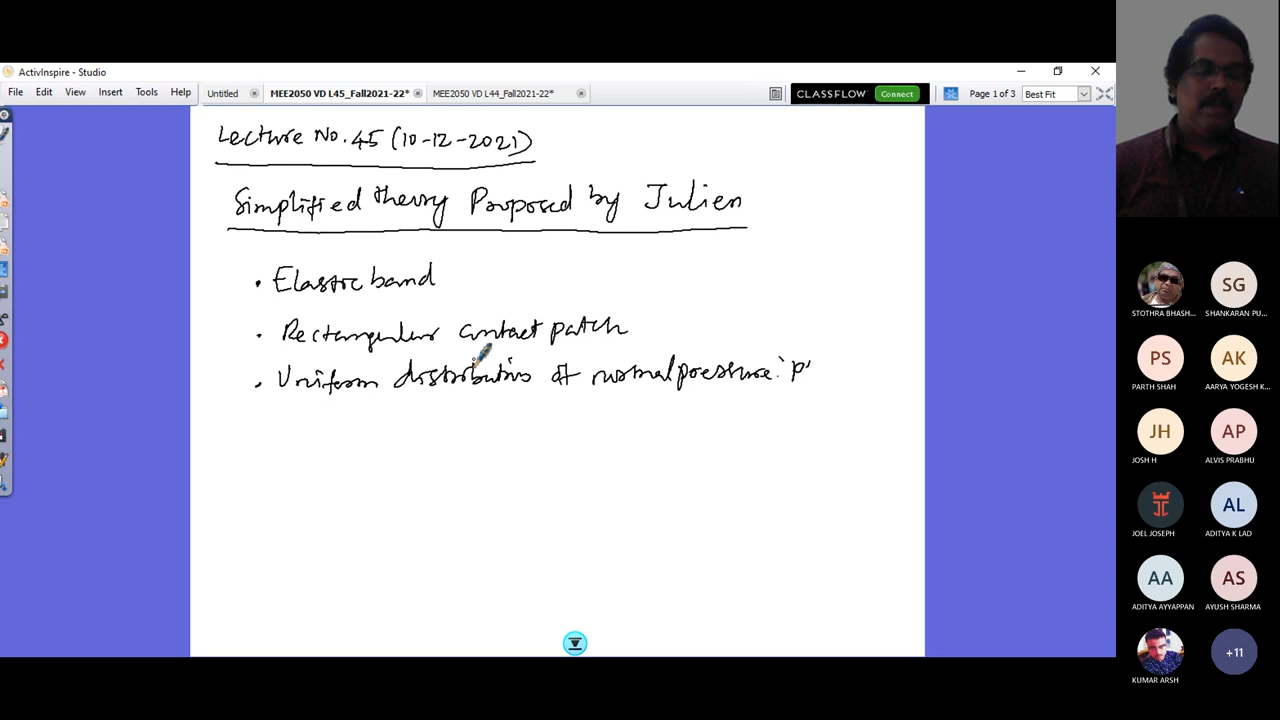 ActivInspire - Studio
File Edit View Insert Tools Help
Untitled
MEE2050 VD L45_Fall2021-22*
MEE2050 VD L44_Fall2021-22*
CLASSFLOW Connect
Page 1 of 3
Best Fit
Lecture No. 45 (10-12-2021)
Simplified theory Proposed by Julien
• Elastic band
• Rectangular contact patch
• Uniform distribution of normal pressure 'p'
STOTHRA BHASH...
SG
SHANKARAN PU...
PS
PARTH SHAH
AK
AARYA YOGESH K...
JH
JOSH H
AP
ALVIS PRABHU
JOEL JOSEPH
AL
ADITYA K LAD
AA
ADITYA AYYAPPAN
AS
AYUSH SHARMA
KUMAR ARSH
+11